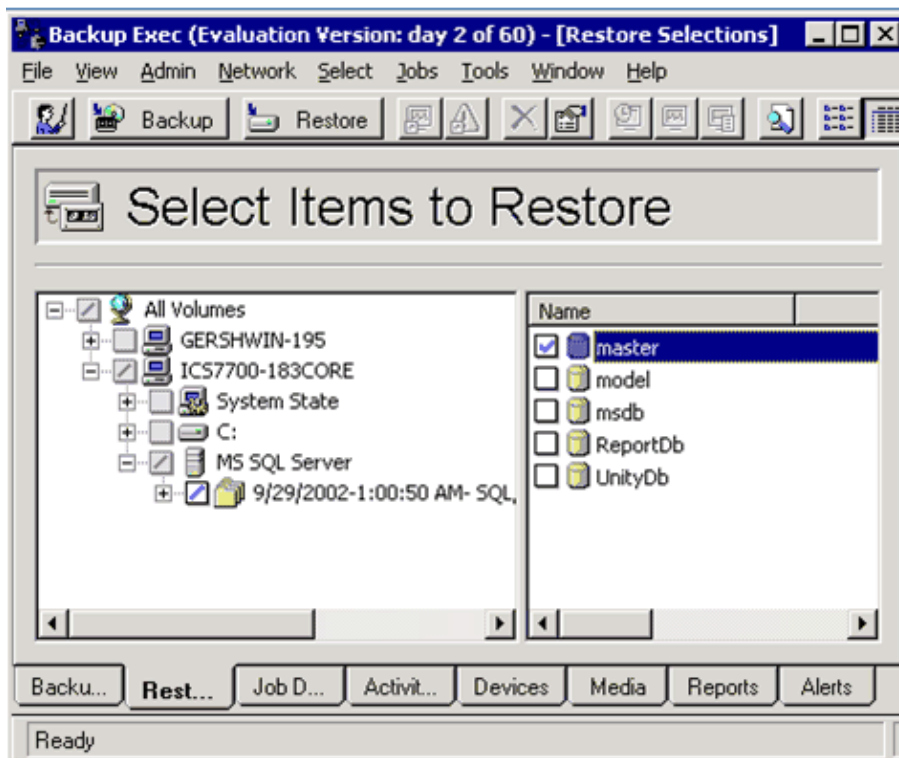 Backup Exec (Evaluation Version: day 2 of 60) - [Restore Selections]
File View Admin Network Select Jobs Tools Window Help
Backup Restore
Select Items to Restore
All Volumes
GERSHWIN-195
ICS7700-183CORE
System State
C:
MS SQL Server
9/29/2002-1:00:50 AM- SQL,
Name
master
model
msdb
ReportDb
UnityDb
Backu... Rest... Job D... Activit... Devices Media Reports Alerts
Ready